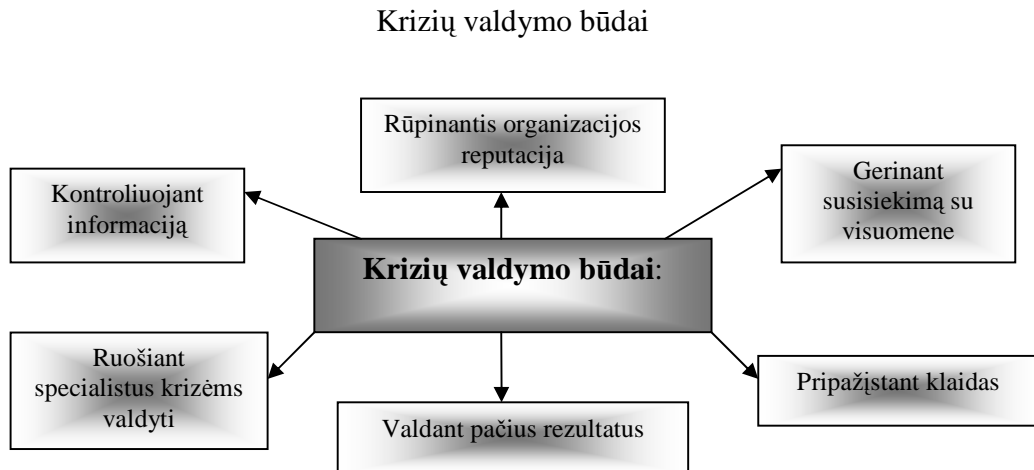 Krizių valdymo būdai
Rūpinantis organizacijos
reputacija
Kontroliuojant
informaciją
Gerinant
susisiekimą su
visuomene
Krizių valdymo būdai:
Ruošiant
specialistus krizėms
valdyti
Valdant pačius rezultatus
Pripažįstant klaidas